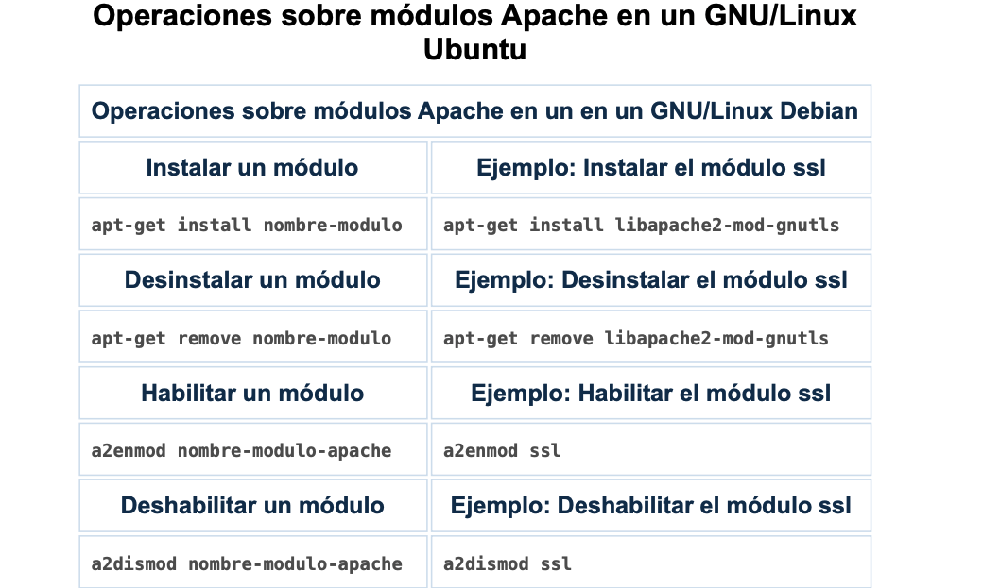 Operaciones sobre módulos Apache en un GNU/Linux
Ubuntu
Operaciones sobre módulos Apache en un en un GNU/Linux Debian
Instalar un módulo
Ejemplo: Instalar el módulo ssl
apt-get install nombre-modulo
apt-get install libapache2-mod-gnutls
Desinstalar un módulo
Ejemplo: Desinstalar el módulo ssl
apt-get remove nombre-modulo
apt-get remove libapache2-mod-gnutls
Habilitar un módulo
Ejemplo: Habilitar el módulo ssl
a2enmod nombre-modulo-apache
a2enmod ssl
Deshabilitar un módulo
Ejemplo: Deshabilitar el módulo ssl
a2dismod nombre-modulo-apache
a2dismod ssl